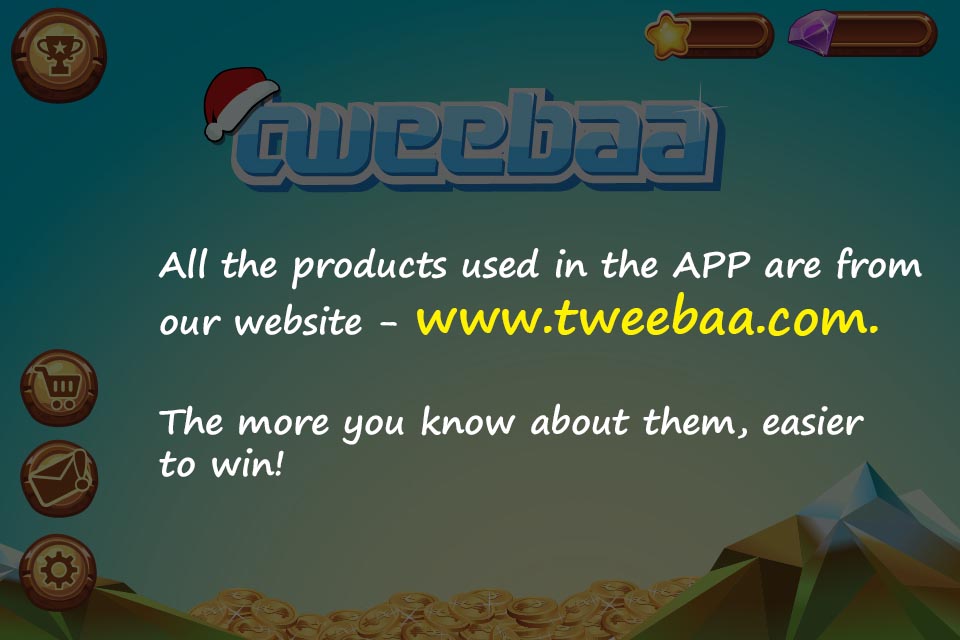 tweebaa
All the products used in the APP are from
our website - www.tweebaa.com.
The more you know about them, easier
to win!